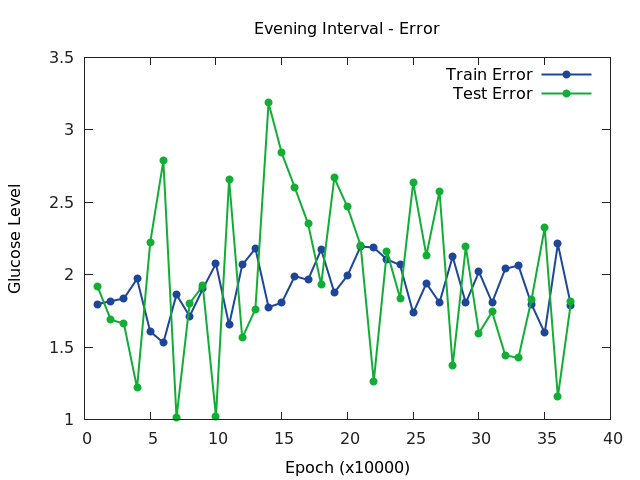 Evening Interval - Error
Train Error
Test Error
3.5
3
2.5
2
1.5
1
Glucose Level
0 5 10 15 20 25 30 35 40
Epoch (x10000)